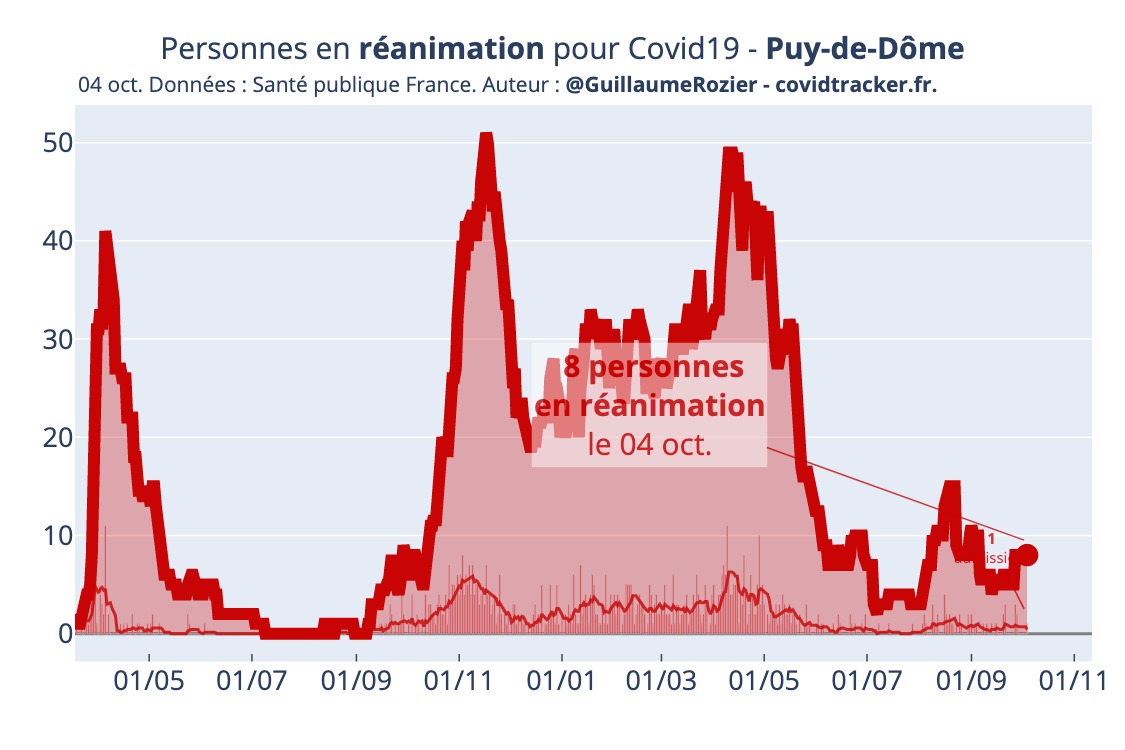 Personnes en réanimation pour Covid19 - Puy-de-Dôme
04 oct. Données : Santé publique France. Auteur : @GuillaumeRozier - covidtracker.fr.
50
40
30
20
10
0
8 personnes
en réanimation
le 04 oct.
1
01/05 01/07 01/09 01/11 01/01 01/03 01/05 01/07 01/09 01/11